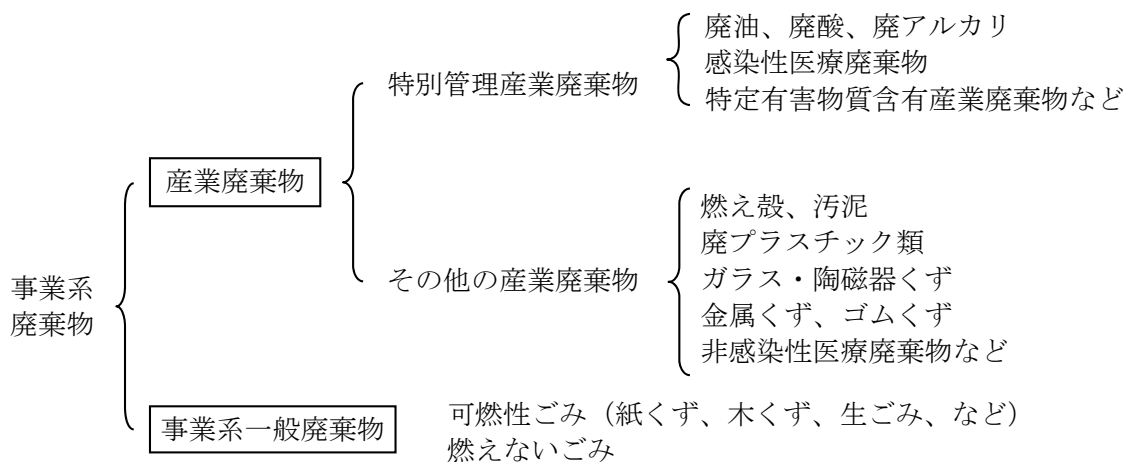 事業系
廃棄物
産業廃棄物
特別管理産業廃棄物
廃油、廃酸、廃アルカリ
感染性医療廃棄物
特定有害物質含有産業廃棄物など
その他の産業廃棄物
燃え殻、汚泥
廃プラスチック類
ガラス・陶磁器くず
金属くず、ゴムくず
非感染性医療廃棄物など
事業系一般廃棄物
可燃性ごみ（紙くず、木くず、生ごみ、など）
燃えないごみ